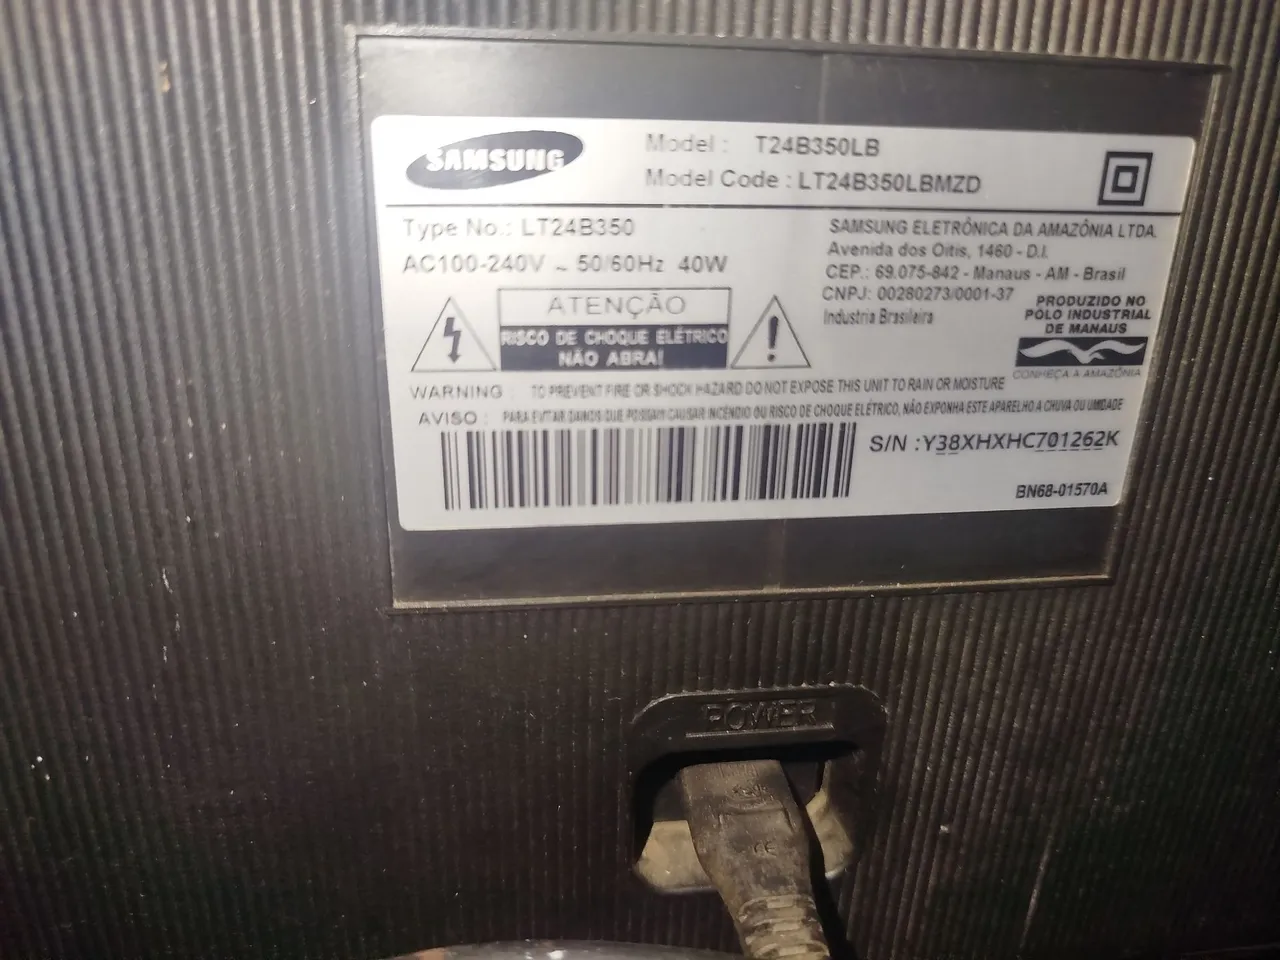 SAMSUNG
Model : T24B350LB
Model Code : LT24B350LBMZD
Type No.: LT24B350
AC100-240V ~ 50/60Hz 40W
ATENÇÃO
RISCO DE CHOQUE ELÉTRICO
NÃO ABRA!
SAMSUNG ELETRÔNICA DA AMAZÔNIA LTDA.
Avenida dos Oitis, 1460 - D.I.
CEP.: 69.075-842 - Manaus - AM - Brasil
CNPJ: 00280273/0001-37
Industria Brasileira
PRODUZIDO NO
PÓLO INDUSTRIAL
DE MANAUS
CONHEÇA A AMAZÔNIA
WARNING : TO PREVENT FIRE OR SHOCK HAZARD DO NOT EXPOSE THIS UNIT TO RAIN OR MOISTURE
AVISO : PARA EVITAR DANOS QUE POSSAM CAUSAR INCÊNDIO OU RISCO DE CHOQUE ELÉTRICO, NÃO EXPONHA ESTE APARELHO A CHUVA OU UMIDADE
S/N : Y38XHXHC701262K
BN68-01570A
POWER
CE